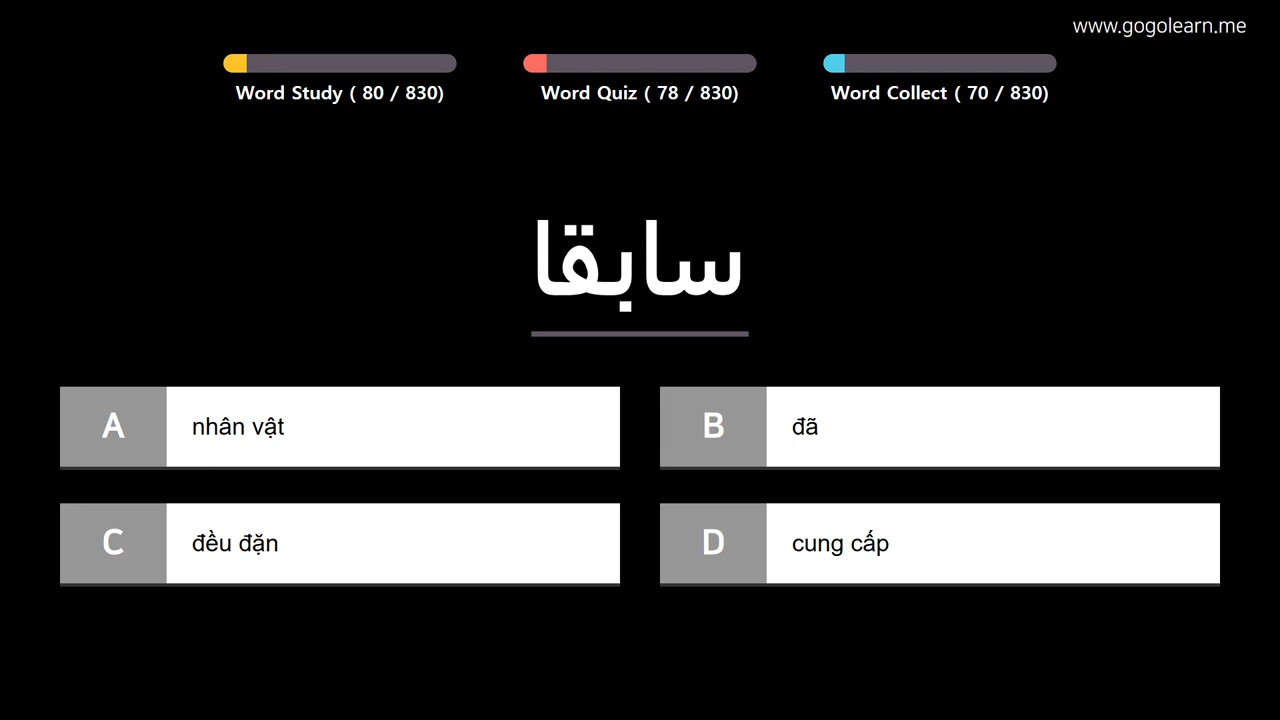 www.gogolearn.me
Word Study ( 80 / 830)
Word Quiz ( 78 / 830)
Word Collect ( 70 / 830)
سابقا
A nhân vật
B đã
C đều đặn
D cung cấp